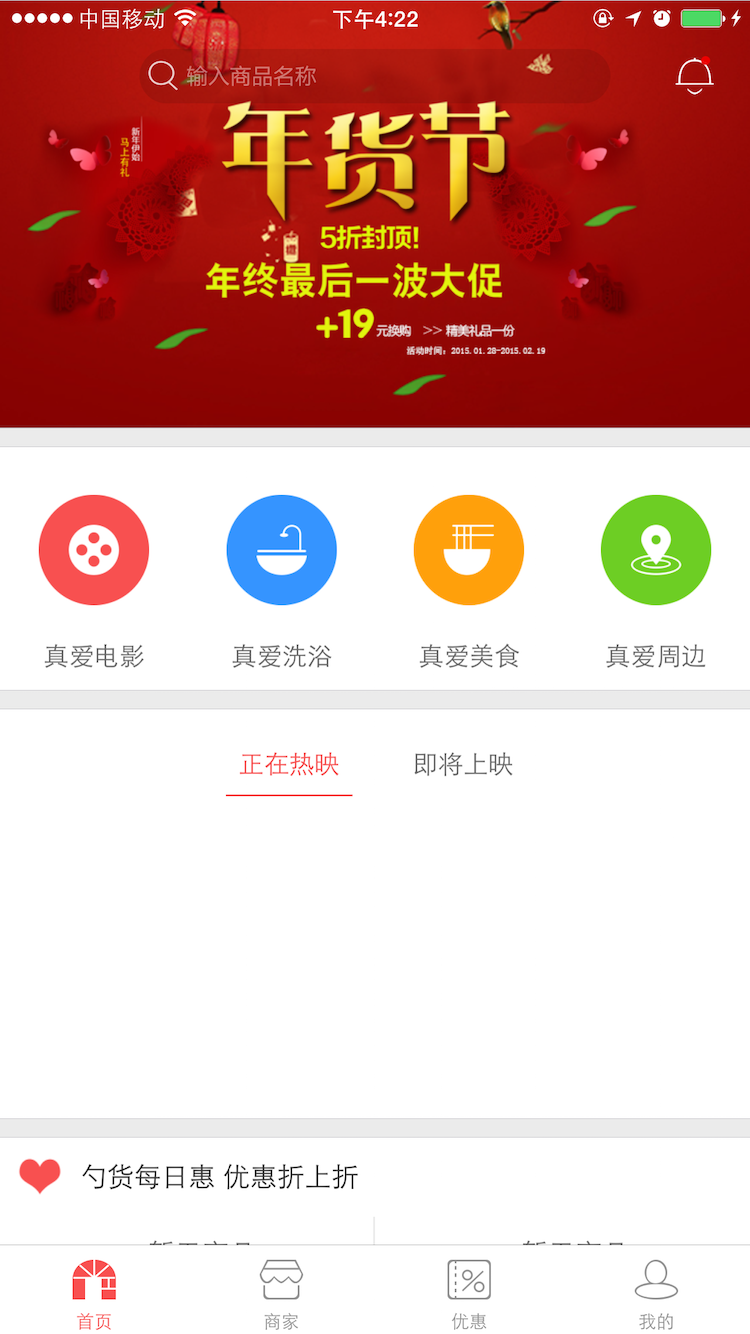 中国移动 下午4:22
输入商品名称
新年伊始
马上有礼
年货节
5折封顶!
年终最后一波大促
+19元换购 >> 精美礼品一份
活动时间：2015.01.28-2015.02.19
真爱电影 真爱洗浴 真爱美食 真爱周边
正在热映 即将上映
勺货每日惠 优惠折上折
首页 商家 优惠 我的